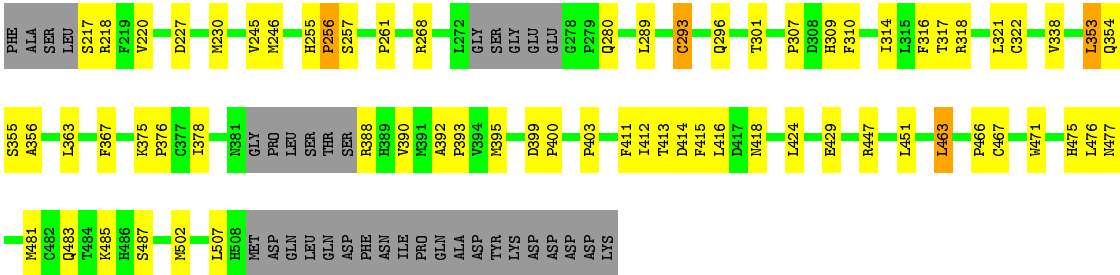 PHE ALA SER LEU S217 R218 F219 V220 D227 M230 V245 M246 H255 P256 S257 P261 R268 L272 GLY SER GLY GLU GLU G278 P279 Q280 L289 C293 Q296 T301 P307 D308 H309 F310 I314 L315 F316 T317 R318 L321 C322 V338 L353 Q354
S355 A356 L363 F367 K375 P376 C377 I378 N381 GLY PRO LEU SER THR SER R388 H389 V390 M391 A392 P393 V394 M395 D399 P400 P403 F411 I412 T413 D414 F415 L416 D417 N418 L424 E429 R447 L451 L463 P466 C467 W471 H475 L476 N477
M481 C482 Q483 T484 K485 H486 S487 M502 L507 H508 MET ASP GLN LEU GLN ASP PHE ASN ILE PRO GLN ALA ASP TYR LYS ASP ASP ASP ASP LYS